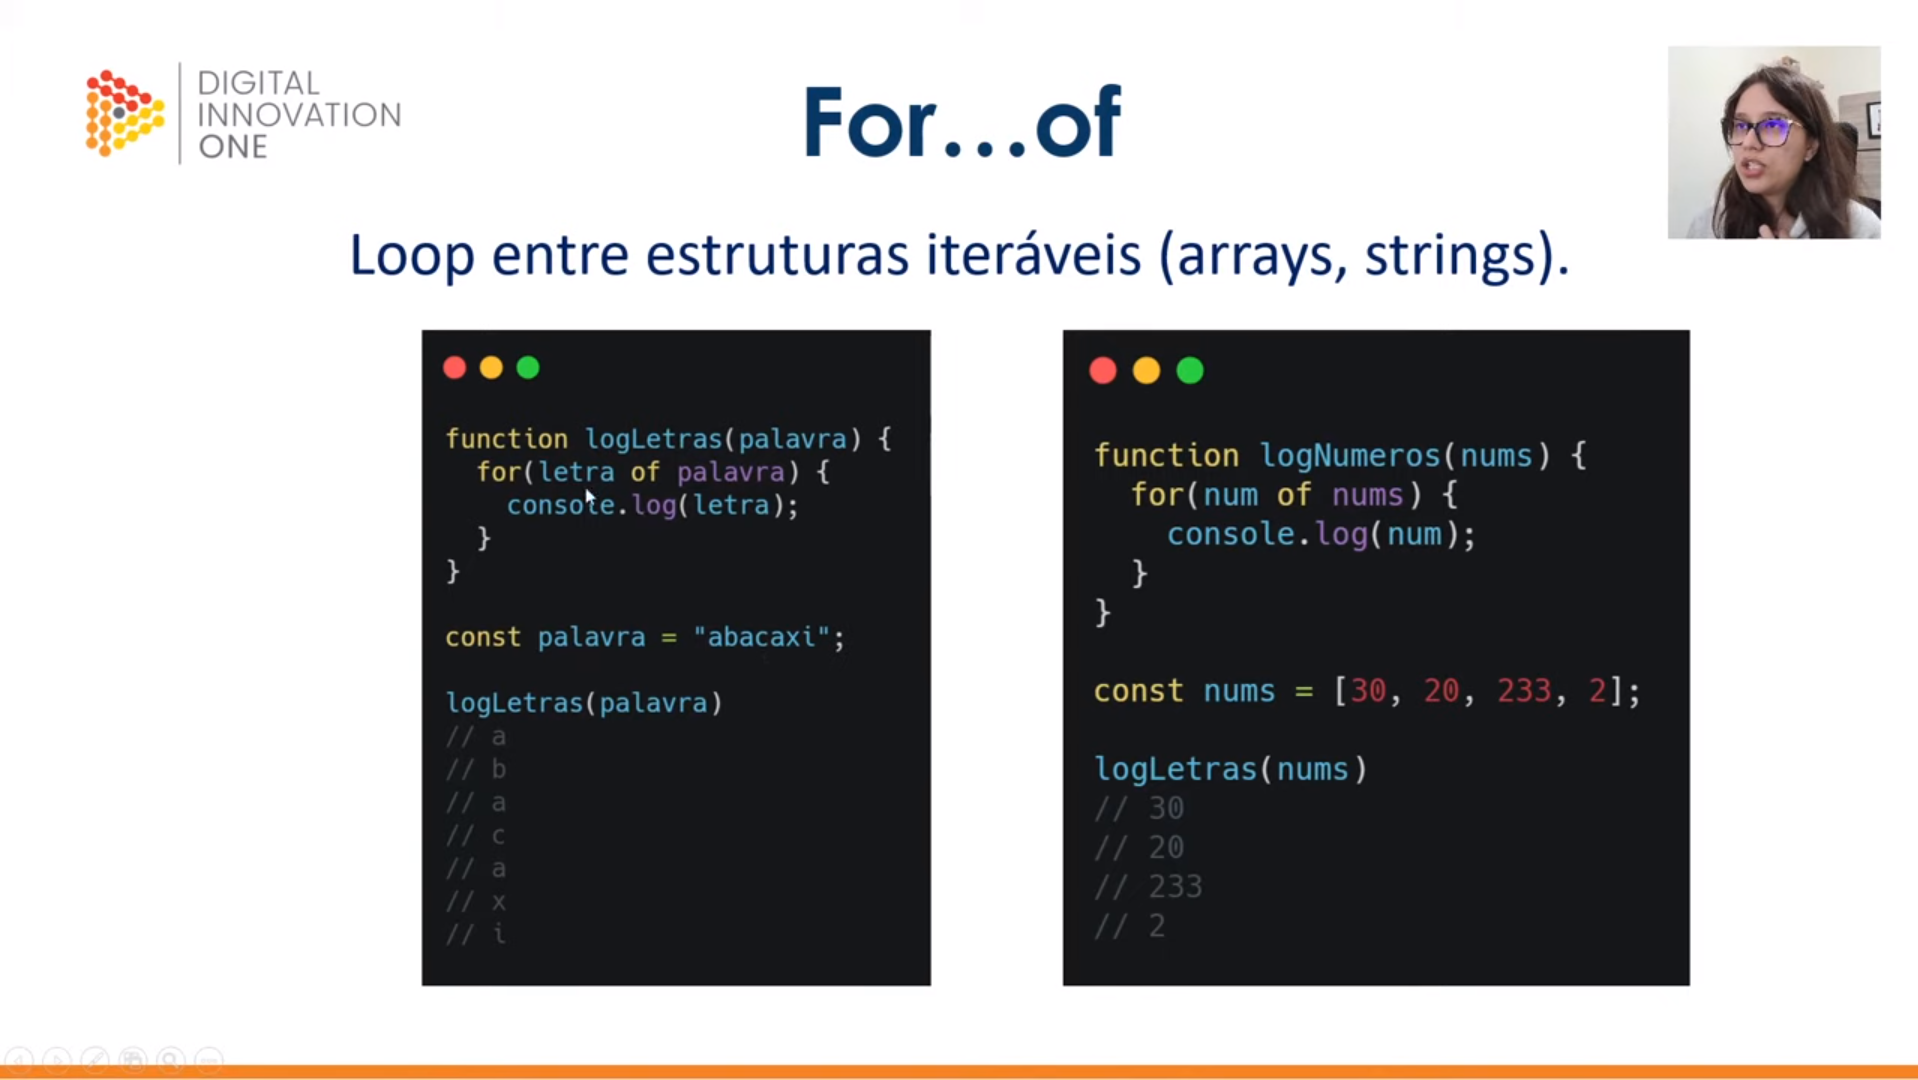 DIGITAL
INNOVATION
ONE
For...of
Loop entre estruturas iteráveis (arrays, strings).
function logLetras(palavra) {
for(letra of palavra) {
console.log(letra);
}
}
const palavra = "abacaxi";
logLetras(palavra)
// a
// b
// a
// c
// a
// x
// i
function logNumeros(nums) {
for(num of nums) {
console.log(num);
}
}
const nums = [30, 20, 233, 2];
logLetras(nums)
// 30
// 20
// 233
// 2